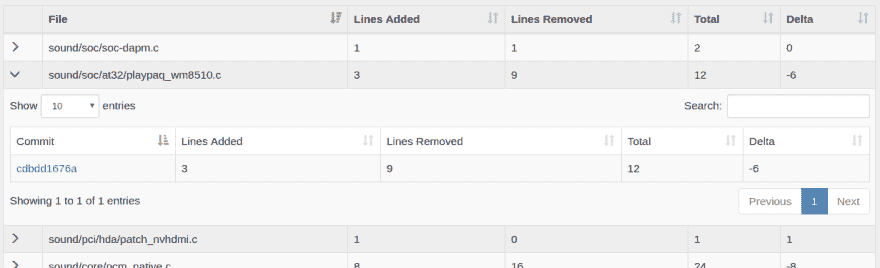 File Lines Added Lines Removed Total Delta
sound/soc/soc-dapm.c 1 1 2 0
sound/soc/at32/playpaq_wm8510.c 3 9 12 -6
Show 10 entries Search:
Commit Lines Added Lines Removed Total Delta
cdbdd1676a 3 9 12 -6
Showing 1 to 1 of 1 entries Previous 1 Next
sound/pci/hda/patch_nvhdmi.c 1 0 1 1
sound/core/pcm_native.c 8 16 24 -8